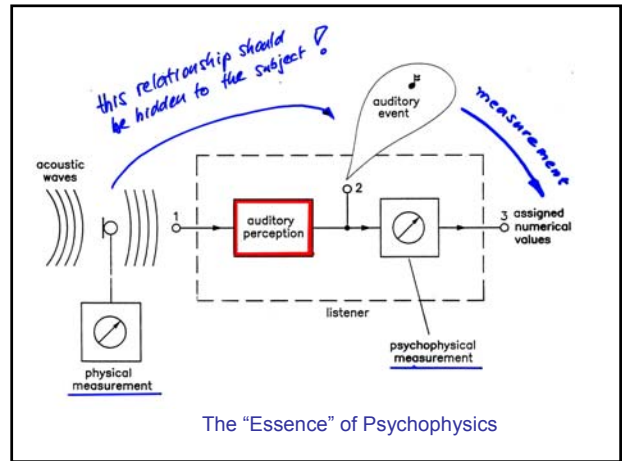 this relationship should
be hidden to the subject!
auditory
event
measurement
acoustic
waves
1
auditory
perception
2
3
assigned
numerical
values
listener
physical
measurement
psychophysical
measurement
The “Essence” of Psychophysics